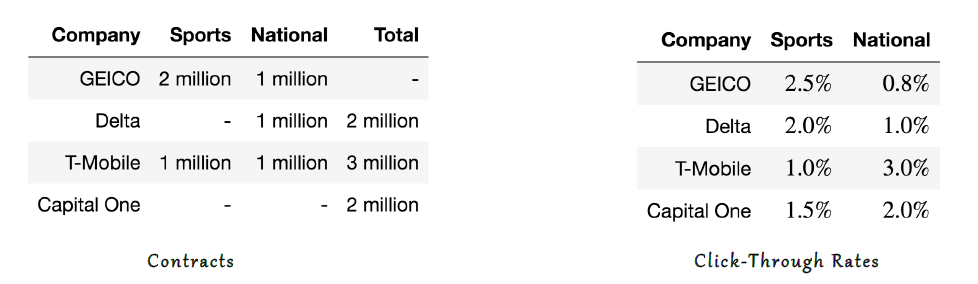 Company Sports National Total
GEICO 2 million 1 million -
Delta - 1 million 2 million
T-Mobile 1 million 1 million 3 million
Capital One - - 2 million
Contracts
Company Sports National
GEICO 2.5% 0.8%
Delta 2.0% 1.0%
T-Mobile 1.0% 3.0%
Capital One 1.5% 2.0%
Click-Through Rates